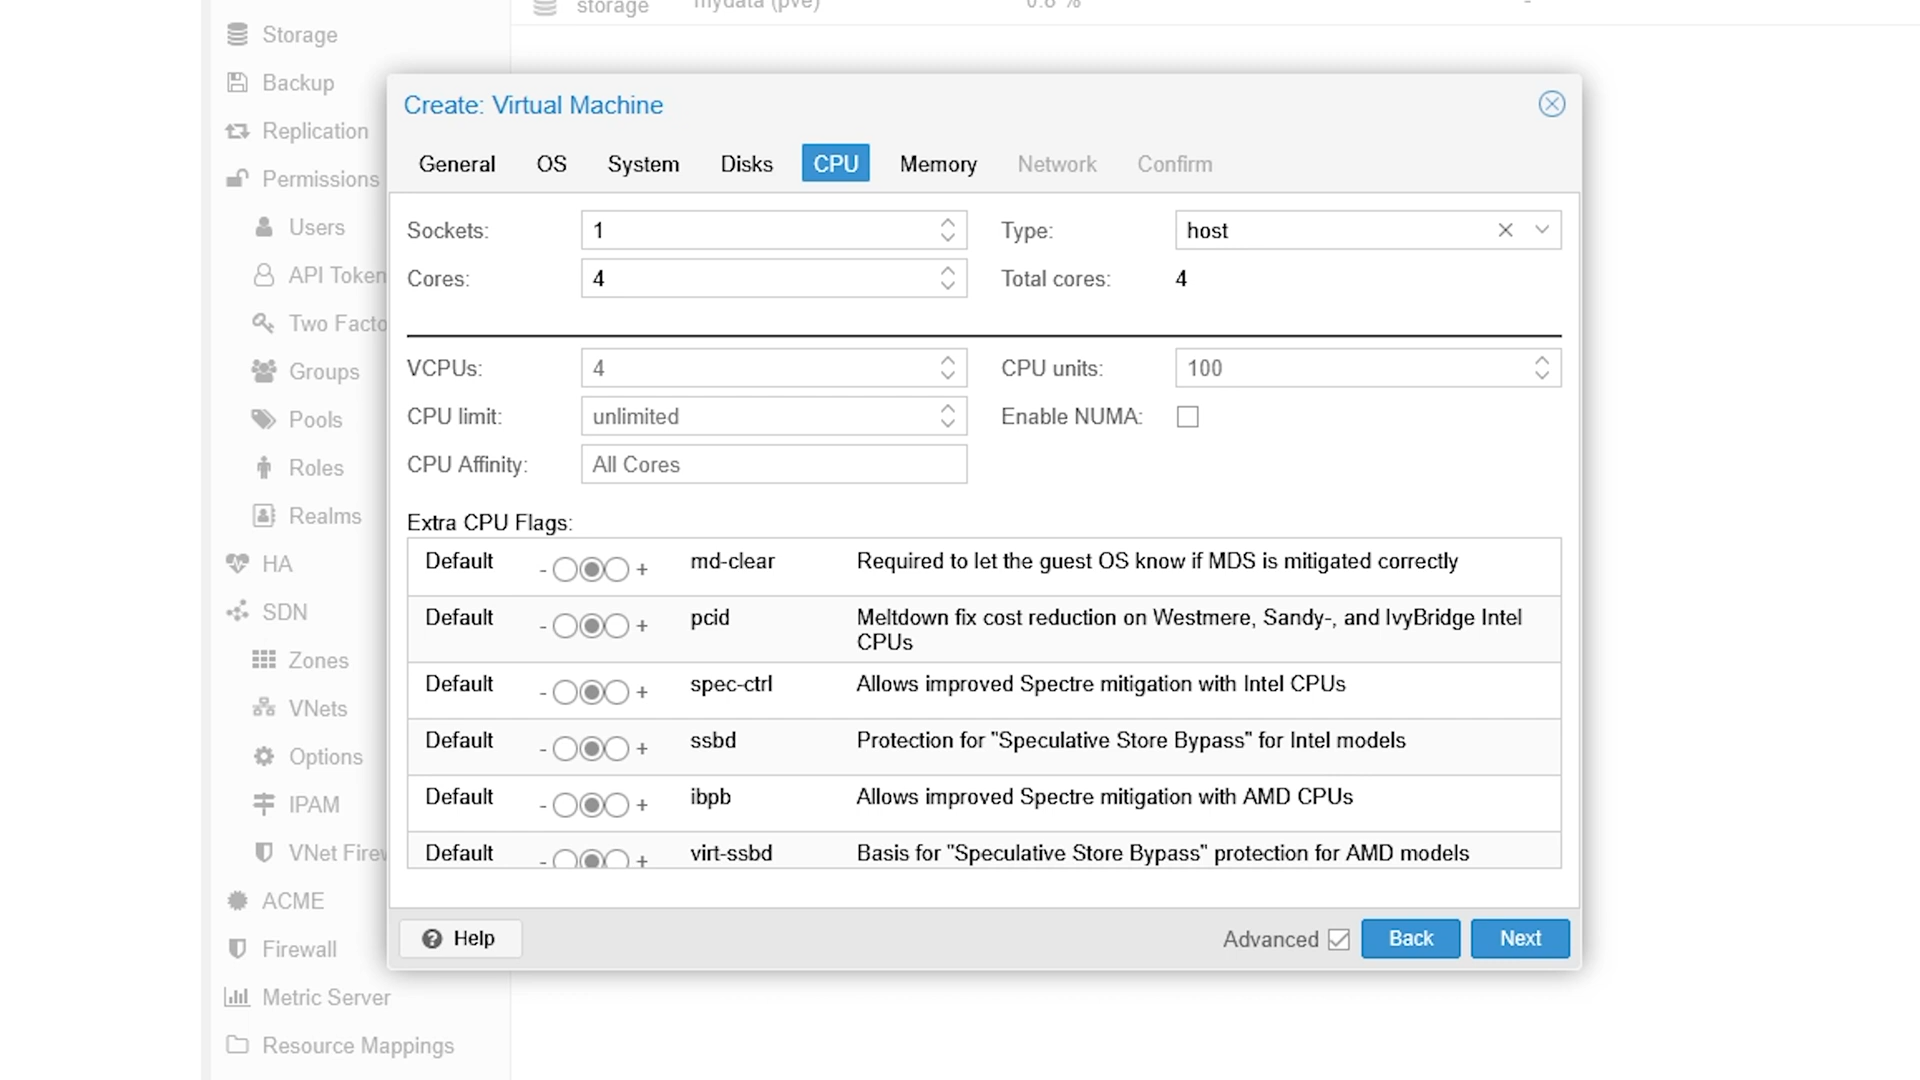 storage mydata (pve) 0.8 % -
Storage
Backup
Replication
Permissions
Users
API Token
Two Facto
Groups
Pools
Roles
Realms
HA
SDN
Zones
VNets
Options
IPAM
VNet Firew
ACME
Firewall
Metric Server
Resource Mappings
Create: Virtual Machine
General OS System Disks CPU Memory Network Confirm
Sockets: 1 Type: host
Cores: 4 Total cores: 4
VCPUs: 4 CPU units: 100
CPU limit: unlimited Enable NUMA:
CPU Affinity: All Cores
Extra CPU Flags:
Default - + md-clear Required to let the guest OS know if MDS is mitigated correctly
Default - + pcid Meltdown fix cost reduction on Westmere, Sandy-, and IvyBridge Intel
CPUs
Default - + spec-ctrl Allows improved Spectre mitigation with Intel CPUs
Default - + ssbd Protection for "Speculative Store Bypass" for Intel models
Default - + ibpb Allows improved Spectre mitigation with AMD CPUs
Default - + virt-ssbd Basis for "Speculative Store Bypass" protection for AMD models
Help Advanced Back Next